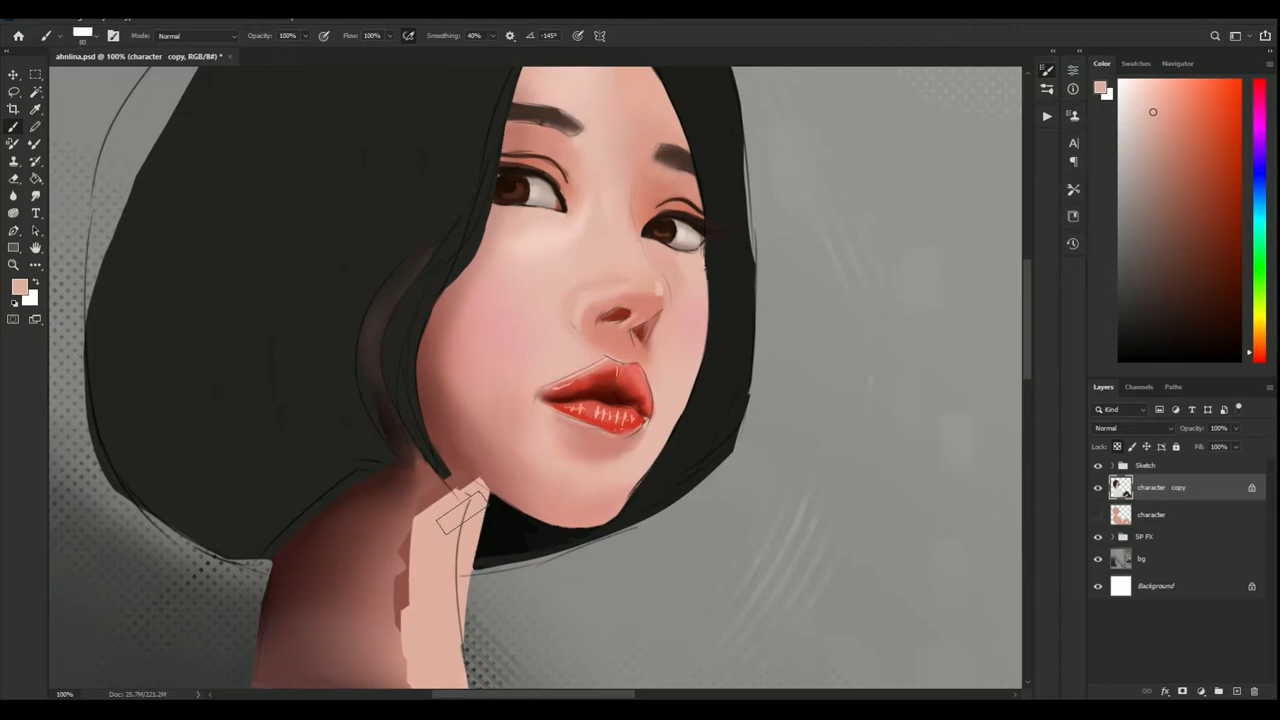 80 Mode: Normal Opacity: 100% Flow: 100% Smoothing: 40% -145°
ahnlina.psd @ 100% (character copy, RGB/8#) * ×
Color Swatches Navigator
Layers Channels Paths
Kind
Normal Opacity: 100%
Lock: Fill: 100%
Sketch
character copy
character
SP FX
bg
Background
100% Doc: 25.7M/221.2M